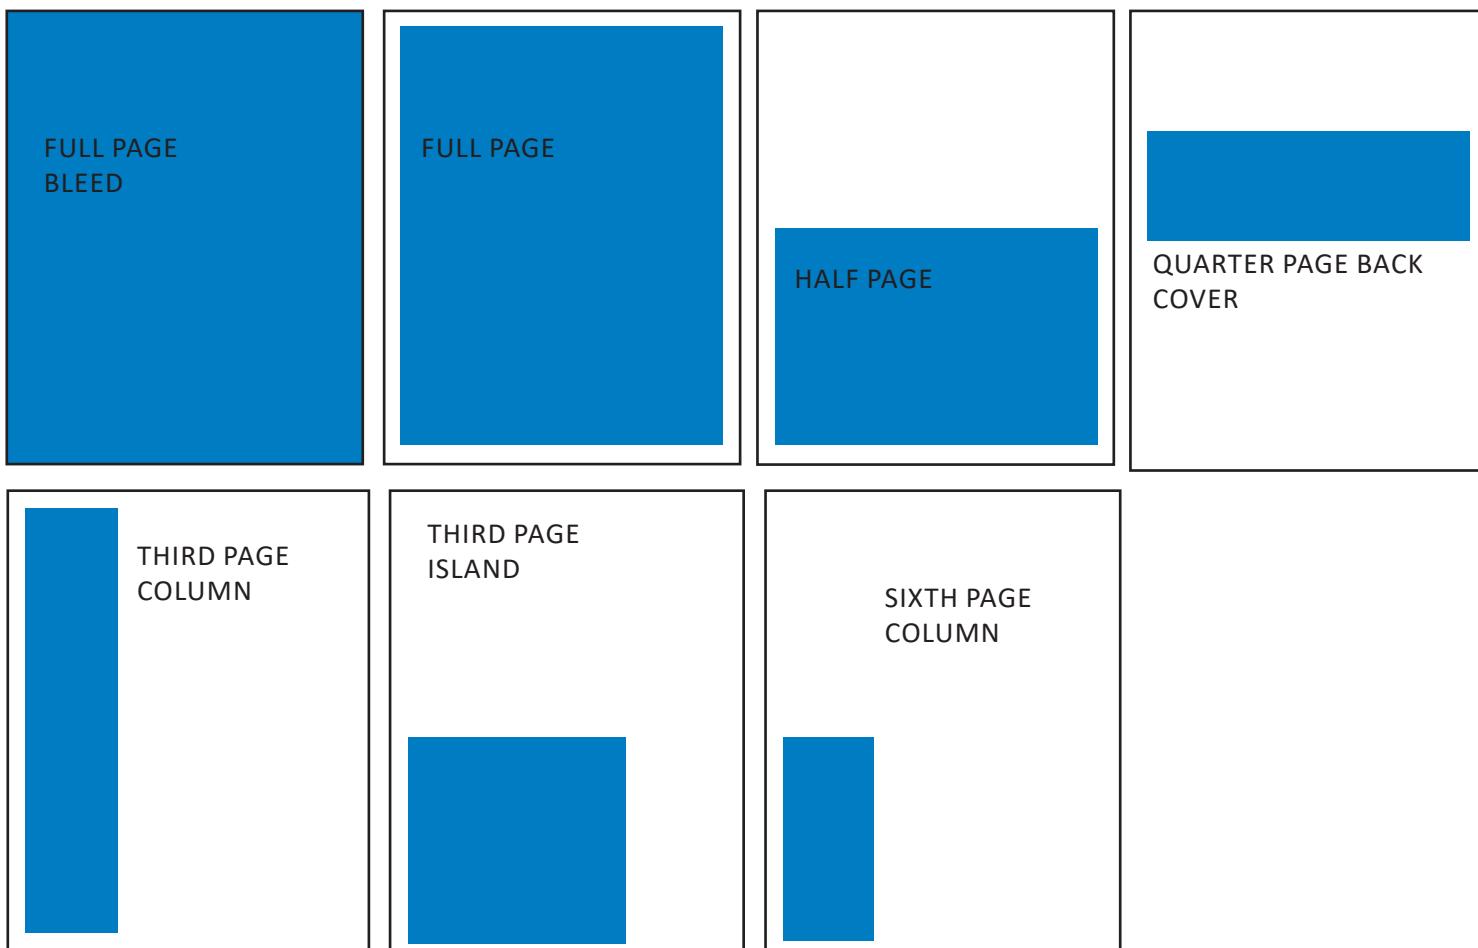 FULL PAGE
BLEED
FULL PAGE
HALF PAGE
QUARTER PAGE BACK
COVER
THIRD PAGE
COLUMN
THIRD PAGE
ISLAND
SIXTH PAGE
COLUMN